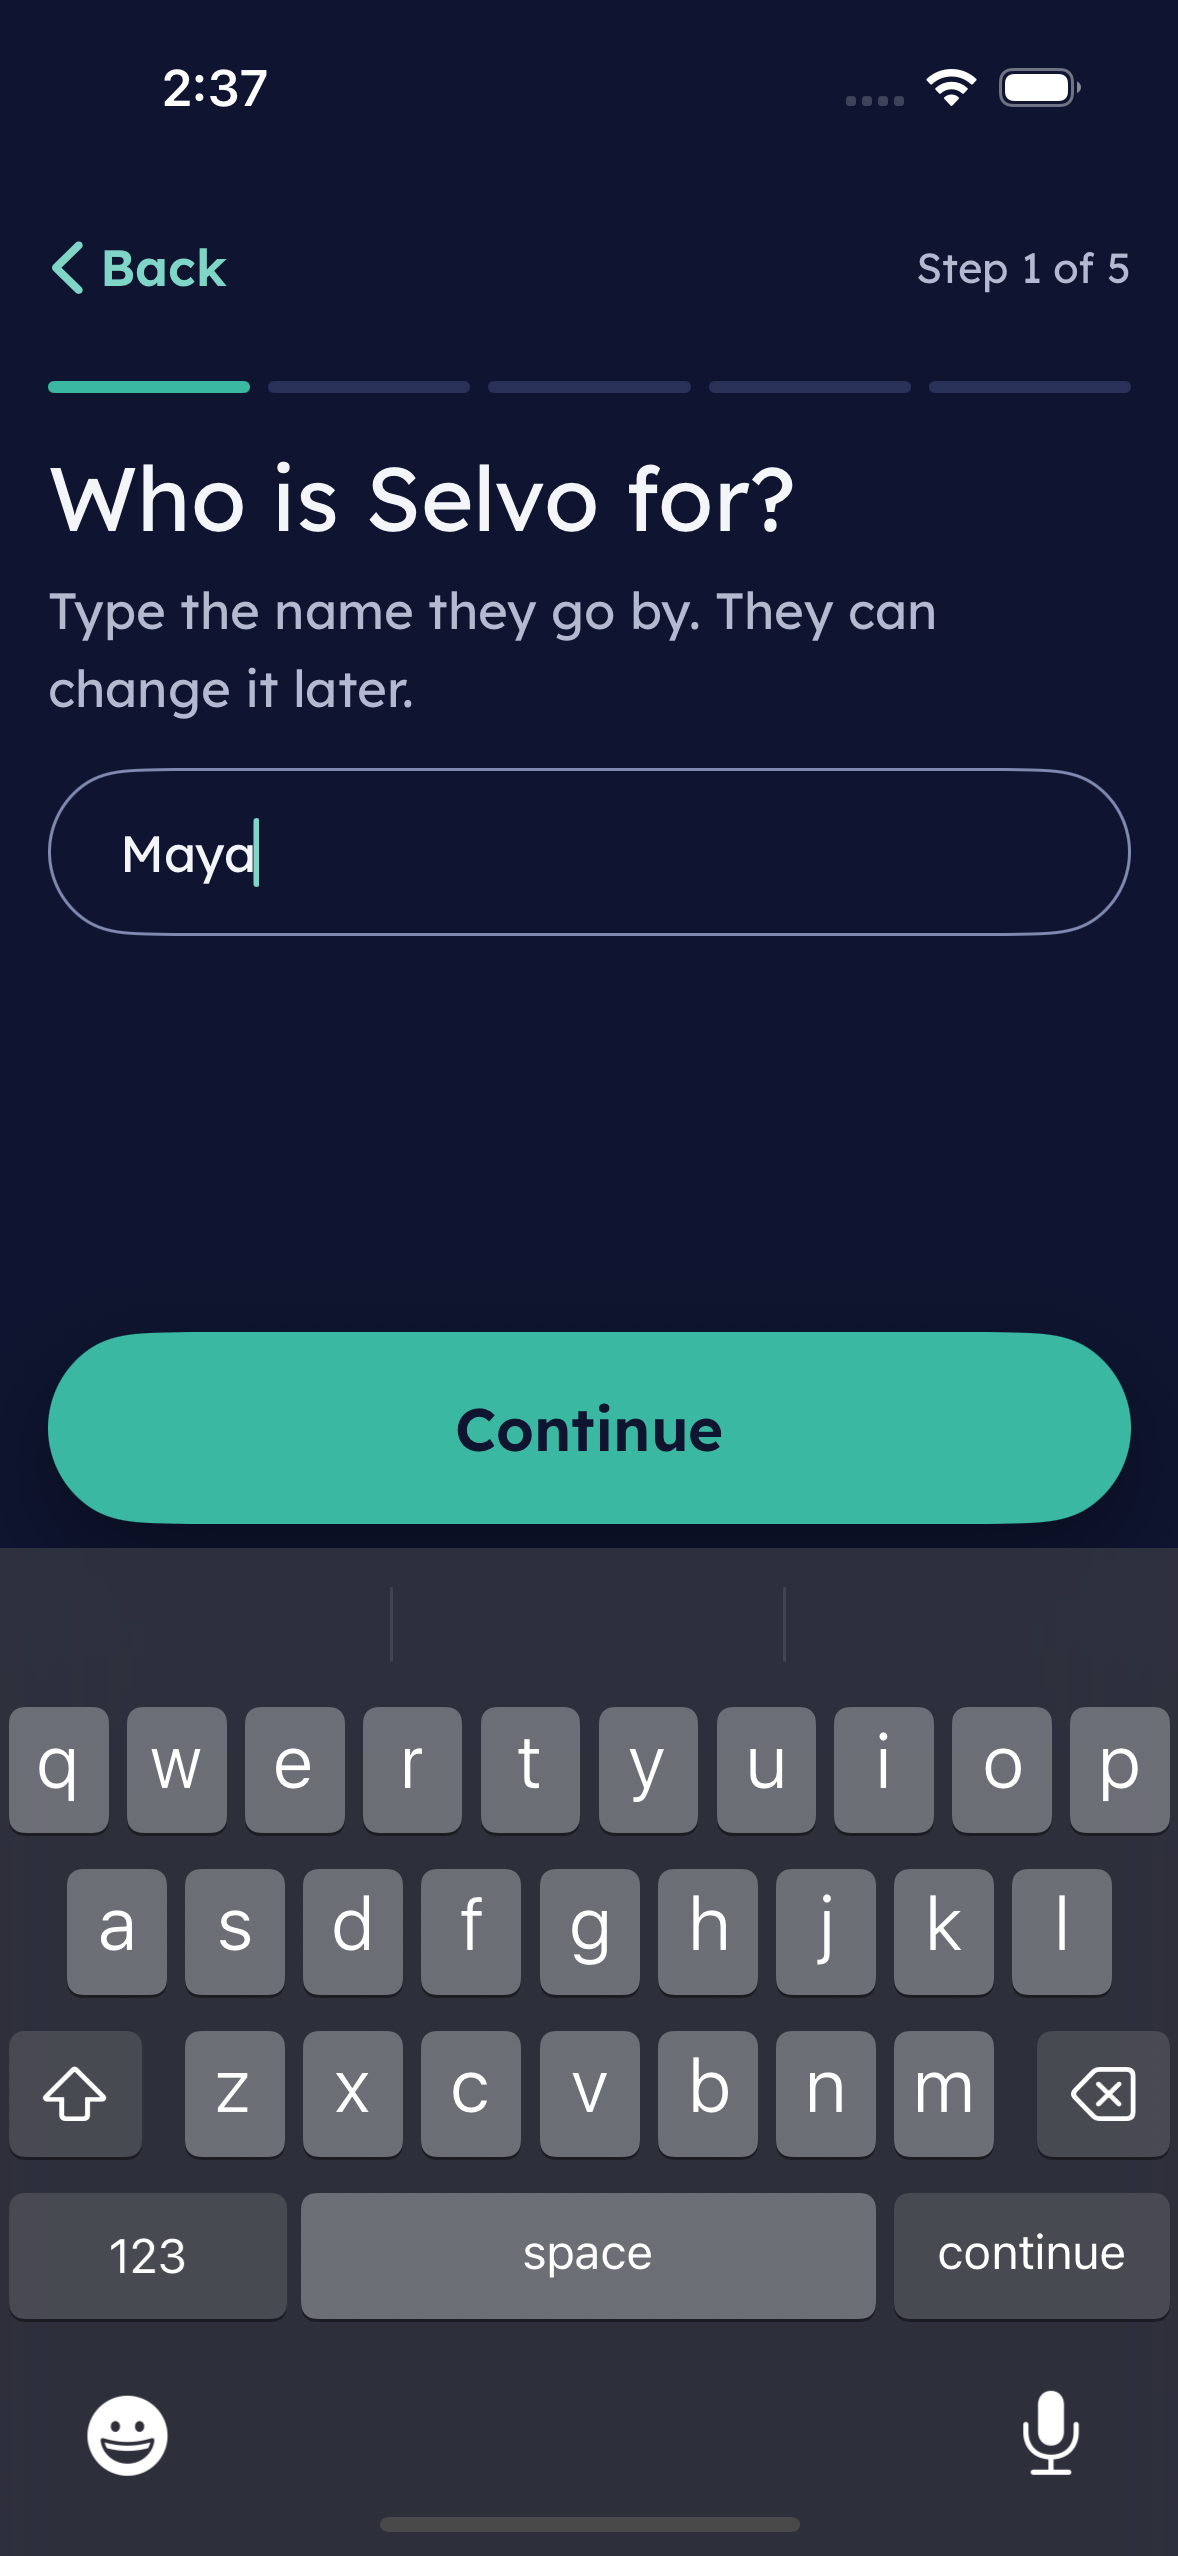 2:37
Back
Step 1 of 5
Who is Selvo for?
Type the name they go by. They can
change it later.
Maya
Continue
q w e r t y u i o p
a s d f g h j k l
z x c v b n m
123 space continue